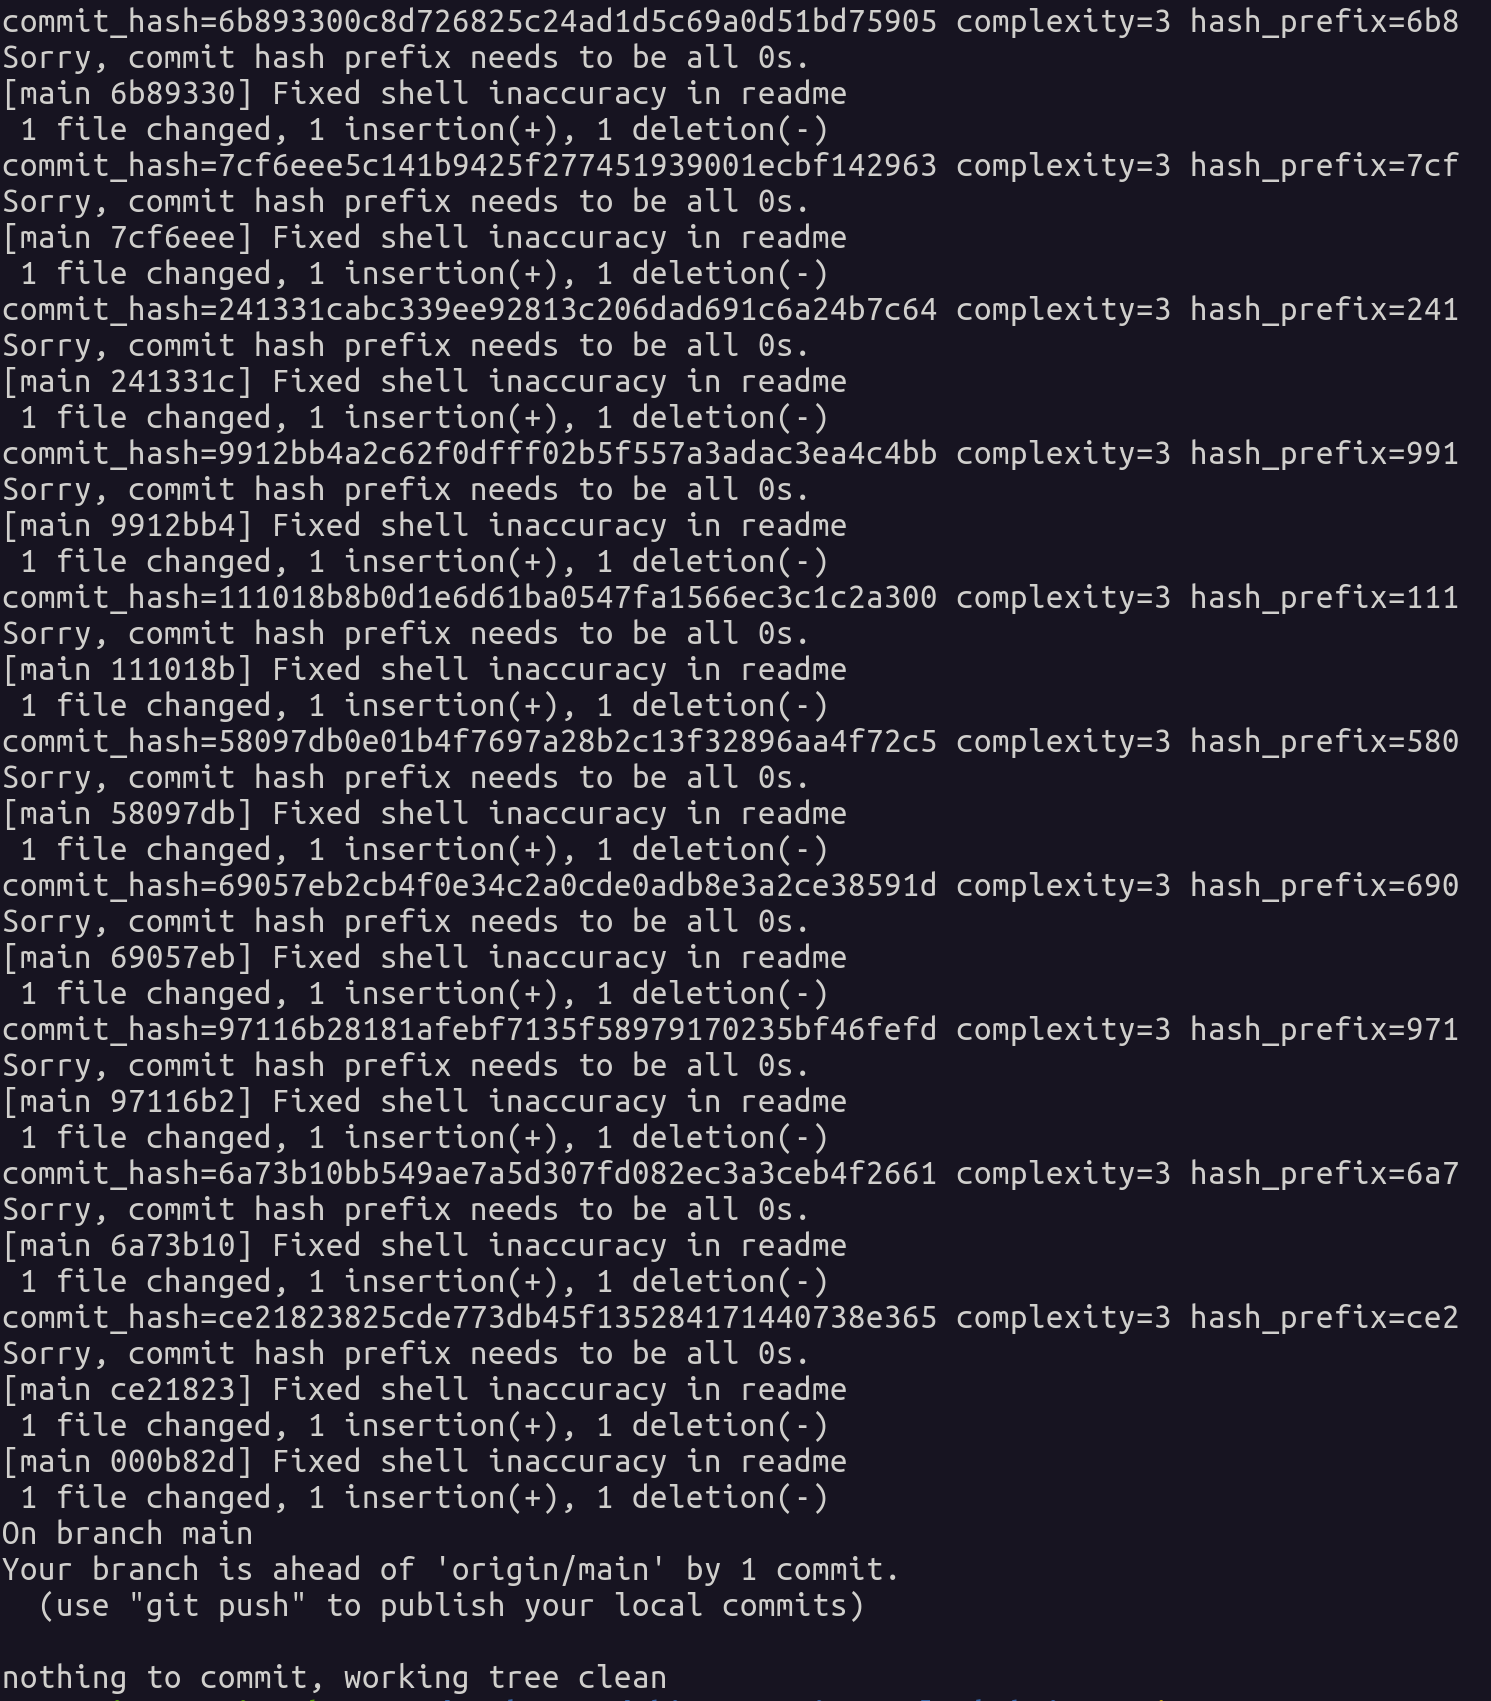 commit_hash=6b893300c8d726825c24ad1d5c69a0d51bd75905 complexity=3 hash_prefix=6b8
Sorry, commit hash prefix needs to be all 0s.
[main 6b89330] Fixed shell inaccuracy in readme
 1 file changed, 1 insertion(+), 1 deletion(-)
commit_hash=7cf6eee5c141b9425f277451939001ecbf142963 complexity=3 hash_prefix=7cf
Sorry, commit hash prefix needs to be all 0s.
[main 7cf6eee] Fixed shell inaccuracy in readme
 1 file changed, 1 insertion(+), 1 deletion(-)
commit_hash=241331cabc339ee92813c206dad691c6a24b7c64 complexity=3 hash_prefix=241
Sorry, commit hash prefix needs to be all 0s.
[main 241331c] Fixed shell inaccuracy in readme
 1 file changed, 1 insertion(+), 1 deletion(-)
commit_hash=9912bb4a2c62f0dfff02b5f557a3adac3ea4c4bb complexity=3 hash_prefix=991
Sorry, commit hash prefix needs to be all 0s.
[main 9912bb4] Fixed shell inaccuracy in readme
 1 file changed, 1 insertion(+), 1 deletion(-)
commit_hash=111018b8b0d1e6d61ba0547fa1566ec3c1c2a300 complexity=3 hash_prefix=111
Sorry, commit hash prefix needs to be all 0s.
[main 111018b] Fixed shell inaccuracy in readme
 1 file changed, 1 insertion(+), 1 deletion(-)
commit_hash=58097db0e01b4f7697a28b2c13f32896aa4f72c5 complexity=3 hash_prefix=580
Sorry, commit hash prefix needs to be all 0s.
[main 58097db] Fixed shell inaccuracy in readme
 1 file changed, 1 insertion(+), 1 deletion(-)
commit_hash=69057eb2cb4f0e34c2a0cde0adb8e3a2ce38591d complexity=3 hash_prefix=690
Sorry, commit hash prefix needs to be all 0s.
[main 69057eb] Fixed shell inaccuracy in readme
 1 file changed, 1 insertion(+), 1 deletion(-)
commit_hash=97116b28181afebf7135f58979170235bf46fefd complexity=3 hash_prefix=971
Sorry, commit hash prefix needs to be all 0s.
[main 97116b2] Fixed shell inaccuracy in readme
 1 file changed, 1 insertion(+), 1 deletion(-)
commit_hash=6a73b10bb549ae7a5d307fd082ec3a3ceb4f2661 complexity=3 hash_prefix=6a7
Sorry, commit hash prefix needs to be all 0s.
[main 6a73b10] Fixed shell inaccuracy in readme
 1 file changed, 1 insertion(+), 1 deletion(-)
commit_hash=ce21823825cde773db45f135284171440738e365 complexity=3 hash_prefix=ce2
Sorry, commit hash prefix needs to be all 0s.
[main ce21823] Fixed shell inaccuracy in readme
 1 file changed, 1 insertion(+), 1 deletion(-)
[main 000b82d] Fixed shell inaccuracy in readme
 1 file changed, 1 insertion(+), 1 deletion(-)
On branch main
Your branch is ahead of 'origin/main' by 1 commit.
  (use "git push" to publish your local commits)
nothing to commit, working tree clean